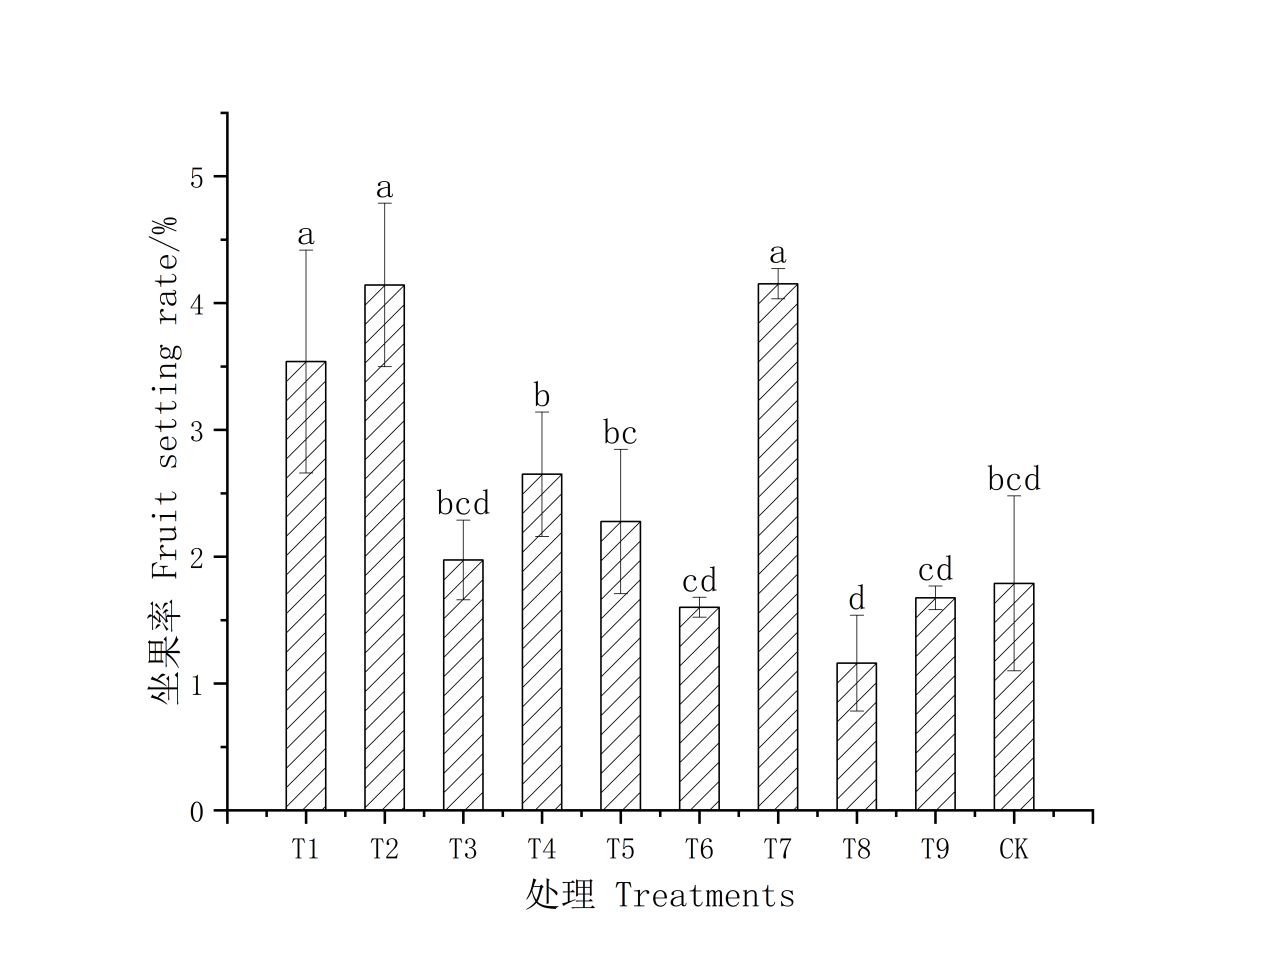 坐果率 Fruit setting rate/%
5
4
3
2
1
0
a
a
bcd
b
bc
cd
a
d
cd
bcd
T1 T2 T3 T4 T5 T6 T7 T8 T9 CK
处理 Treatments